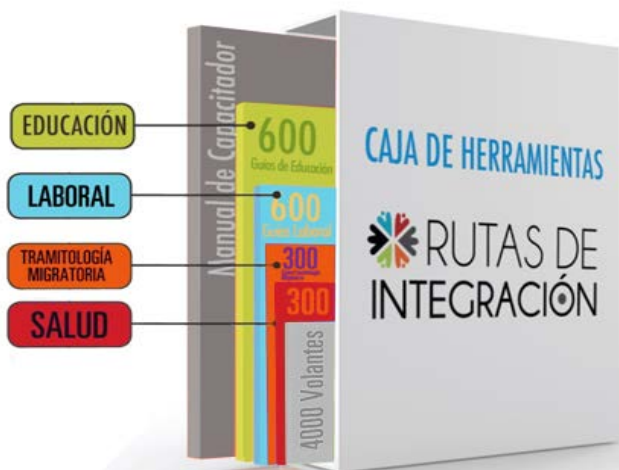 EDUCACIÓN
LABORAL
TRAMITOLOGÍA
MIGRATORIA
SALUD
Manual de Capacitador
600
Guías de Educación
600
Guías Laboral
300
300
4000 Volantes
CAJA DE HERRAMIENTAS
RUTAS DE
INTEGRACIÓN